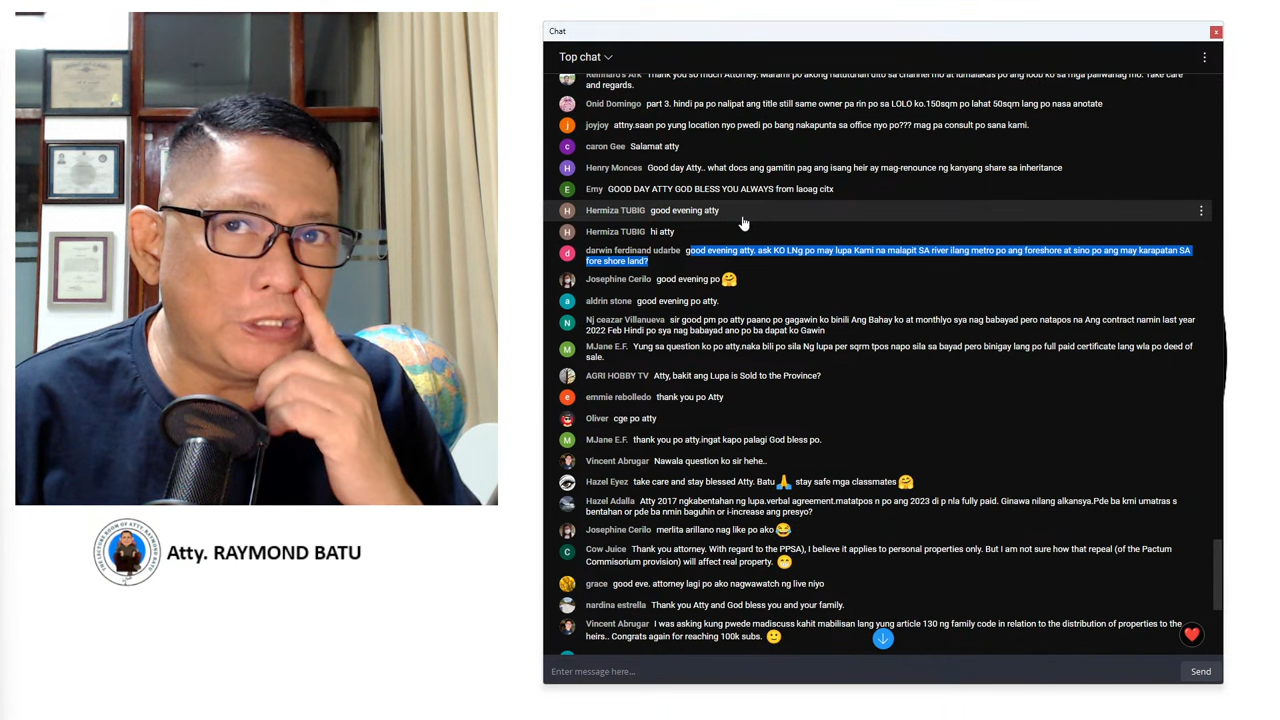 Chat
Top chat
Reinhard's Ark Thank you so much Attorney. Marami po akong natutunan dito sa channel mo at lumalakas po ang loob ko sa mga paliwanag mo. Take care
and regards.
Onid Domingo part 3. hindi pa po nalipat ang title still same owner pa rin po sa LOLO ko.150sqm po lahat 50sqm lang po nasa anotate
joyjoy attny.saan po yung location nyo pwedi po bang nakapunta sa office nyo po??? mag pa consult po sana kami.
caron Gee Salamat atty
Henry Monces Good day Atty.. what docs ang gamitin pag ang isang heir ay mag-renounce ng kanyang share sa inheritance
Emy GOOD DAY ATTY GOD BLESS YOU ALWAYS from laoag citx
Hermiza TUBIG good evening atty
Hermiza TUBIG hi atty
darwin ferdinand udarbe good evening atty. ask KO LNg po may lupa Kami na malapit SA river ilang metro po ang foreshore at sino po ang may karapatan SA
fore shore land?
Josephine Cerilo good evening po 🤗
aldrin stone good evening po atty.
Nj ceazar Villanueva sir good pm po atty paano po gagawin ko binili Ang Bahay ko at monthlyo sya nag babayad pero natapos na Ang contract namin last year
2022 Feb Hindi po sya nag babayad ano po ba dapat ko Gawin
MJane E.F. Yung sa question ko po atty.naka bili po sila Ng lupa per sqrm tpos napo sila sa bayad pero binigay lang po full paid certificate lang wla po deed of
sale.
AGRI HOBBY TV Atty, bakit ang Lupa is Sold to the Province?
emmie rebolledo thank you po Atty
Oliver cge po atty
MJane E.F. thank you po atty.ingat kapo palagi God bless po.
Vincent Abrugar Nawala question ko sir hehe..
Hazel Eyez take care and stay blessed Atty. Batu 🙏 stay safe mga classmates 🤗
Hazel Adalla Atty 2017 ngkabentahan ng lupa.verbal agreement.matatpos n po ang 2023 di p nla fully paid. Ginawa nilang alkansya.Pde ba kmi umatras s
bentahan or pde ba nmin baguhin or i-increase ang presyo?
Josephine Cerilo merlita arillano nag like po ako 😂
Cow Juice Thank you attorney. With regard to the PPSA), I believe it applies to personal properties only. But I am not sure how that repeal (of the Pactum
Commisorium provision) will affect real property. 😁
grace good eve. attorney lagi po ako nagwawatch ng live niyo
nardina estrella Thank you Atty and God bless you and your family.
Vincent Abrugar I was asking kung pwede madiscuss kahit mabilisan lang yung article 130 ng family code in relation to the distribution of properties to the
heirs.. Congrats again for reaching 100k subs. 🙂
Enter message here...
Send
Atty. RAYMOND BATU